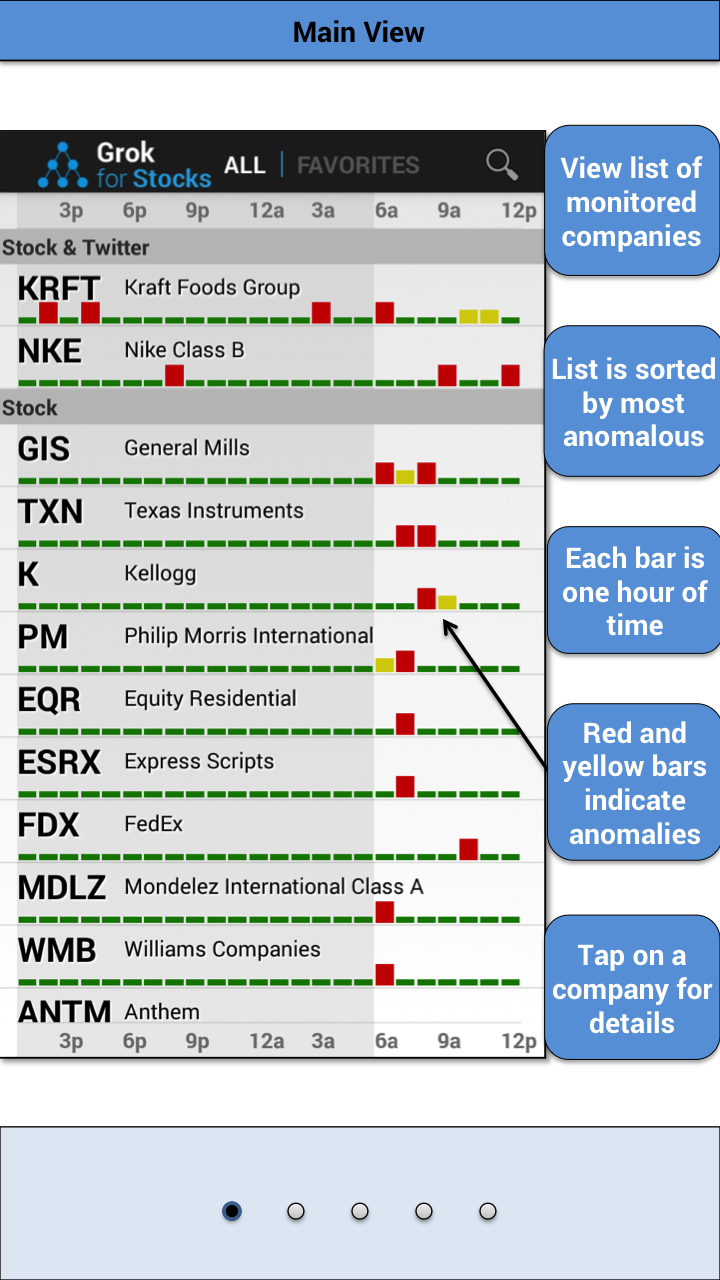 Main View
Grok
for Stocks
ALL
FAVORITES
3p 6p 9p 12a 3a 6a 9a 12p
Stock & Twitter
KRFT Kraft Foods Group
NKE Nike Class B
Stock
GIS General Mills
TXN Texas Instruments
K Kellogg
PM Philip Morris International
EQR Equity Residential
ESRX Express Scripts
FDX FedEx
MDLZ Mondelez International Class A
WMB Williams Companies
ANTM Anthem
3p 6p 9p 12a 3a 6a 9a 12p
View list of
monitored
companies
List is sorted
by most
anomalous
Each bar is
one hour of
time
Red and
yellow bars
indicate
anomalies
Tap on a
company for
details